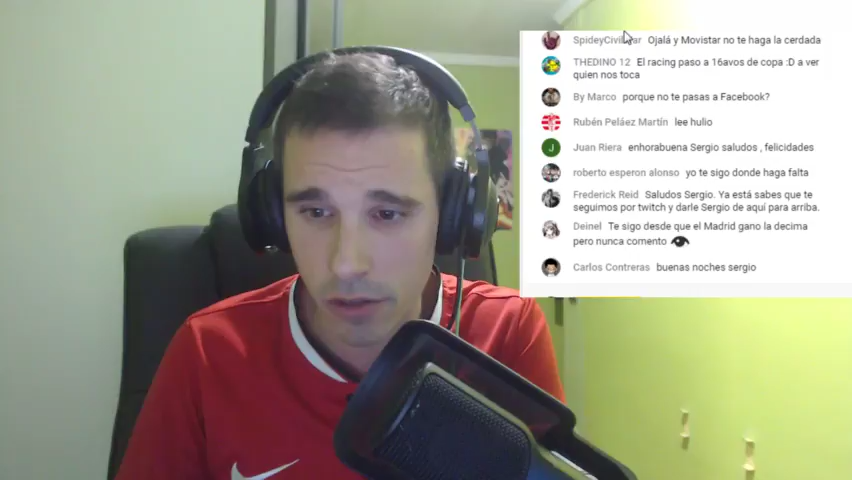 SpideyCivilWar Ojalá y Movistar no te haga la cerdada
THEDINO 12 El racing paso a 16avos de copa :D a ver
quien nos toca
By Marco porque no te pasas a Facebook?
Rubén Peláez Martín lee hulio
J Juan Riera enhorabuena Sergio saludos , felicidades
roberto esperon alonso yo te sigo donde haga falta
Frederick Reid Saludos Sergio. Ya está sabes que te
seguimos por twitch y darle Sergio de aquí para arriba.
Deinel Te sigo desde que el Madrid gano la decima
pero nunca comento
Carlos Contreras buenas noches sergio